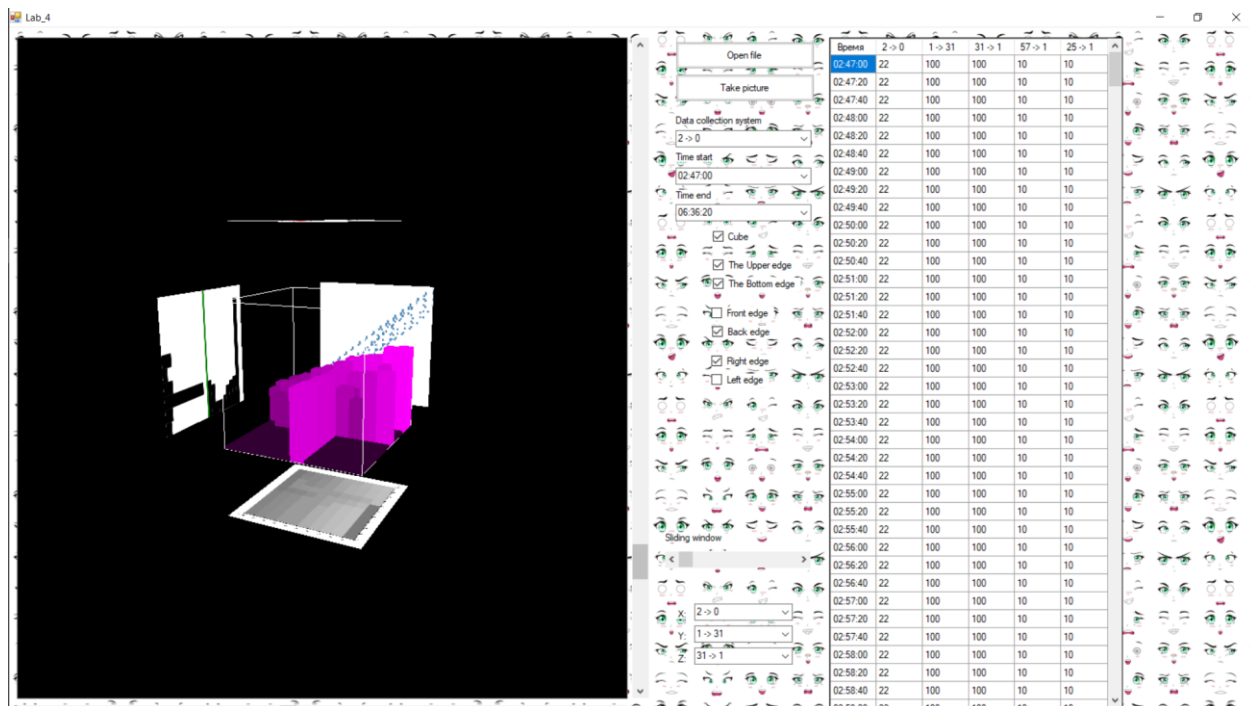 Lab_4
Open file
Take picture
Data collection system
2 -> 0
Time start
02:47:00
Time end
06:36:20
Cube
The Upper edge
The Bottom edge
Front edge
Back edge
Right edge
Left edge
Sliding window
X: 2 -> 0
Y: 1 -> 31
Z: 31 -> 1
Время 2 -> 0 1 -> 31 31 -> 1 57 -> 1 25 -> 1
02:47:00 22 100 100 10 10
02:47:20 22 100 100 10 10
02:47:40 22 100 100 10 10
02:48:00 22 100 100 10 10
02:48:20 22 100 100 10 10
02:48:40 22 100 100 10 10
02:49:00 22 100 100 10 10
02:49:20 22 100 100 10 10
02:49:40 22 100 100 10 10
02:50:00 22 100 100 10 10
02:50:20 22 100 100 10 10
02:50:40 22 100 100 10 10
02:51:00 22 100 100 10 10
02:51:20 22 100 100 10 10
02:51:40 22 100 100 10 10
02:52:00 22 100 100 10 10
02:52:20 22 100 100 10 10
02:52:40 22 100 100 10 10
02:53:00 22 100 100 10 10
02:53:20 22 100 100 10 10
02:53:40 22 100 100 10 10
02:54:00 22 100 100 10 10
02:54:20 22 100 100 10 10
02:54:40 22 100 100 10 10
02:55:00 22 100 100 10 10
02:55:20 22 100 100 10 10
02:55:40 22 100 100 10 10
02:56:00 22 100 100 10 10
02:56:20 22 100 100 10 10
02:56:40 22 100 100 10 10
02:57:00 22 100 100 10 10
02:57:20 22 100 100 10 10
02:57:40 22 100 100 10 10
02:58:00 22 100 100 10 10
02:58:20 22 100 100 10 10
02:58:40 22 100 100 10 10